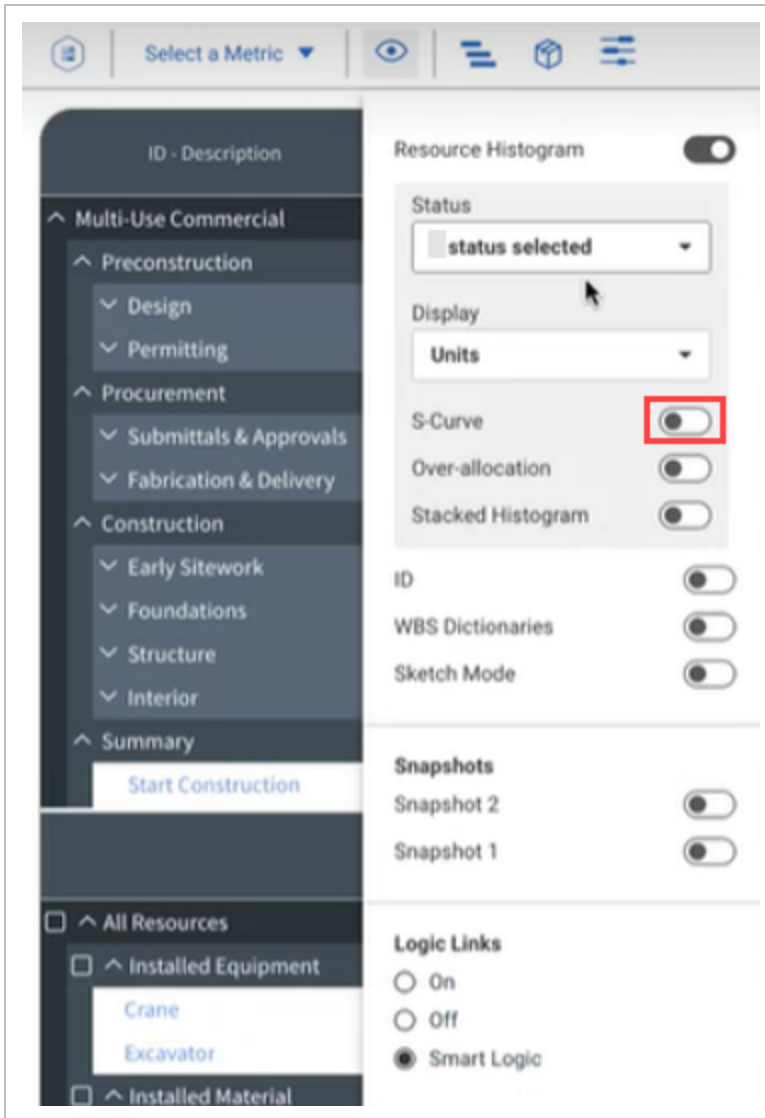 Select a Metric
ID - Description
Multi-Use Commercial
Preconstruction
Design
Permitting
Procurement
Submittals & Approvals
Fabrication & Delivery
Construction
Early Sitework
Foundations
Structure
Interior
Summary
Start Construction
All Resources
Installed Equipment
Crane
Excavator
Installed Material
Resource Histogram
Status
status selected
Display
Units
S-Curve
Over-allocation
Stacked Histogram
ID
WBS Dictionaries
Sketch Mode
Snapshots
Snapshot 2
Snapshot 1
Logic Links
On
Off
Smart Logic